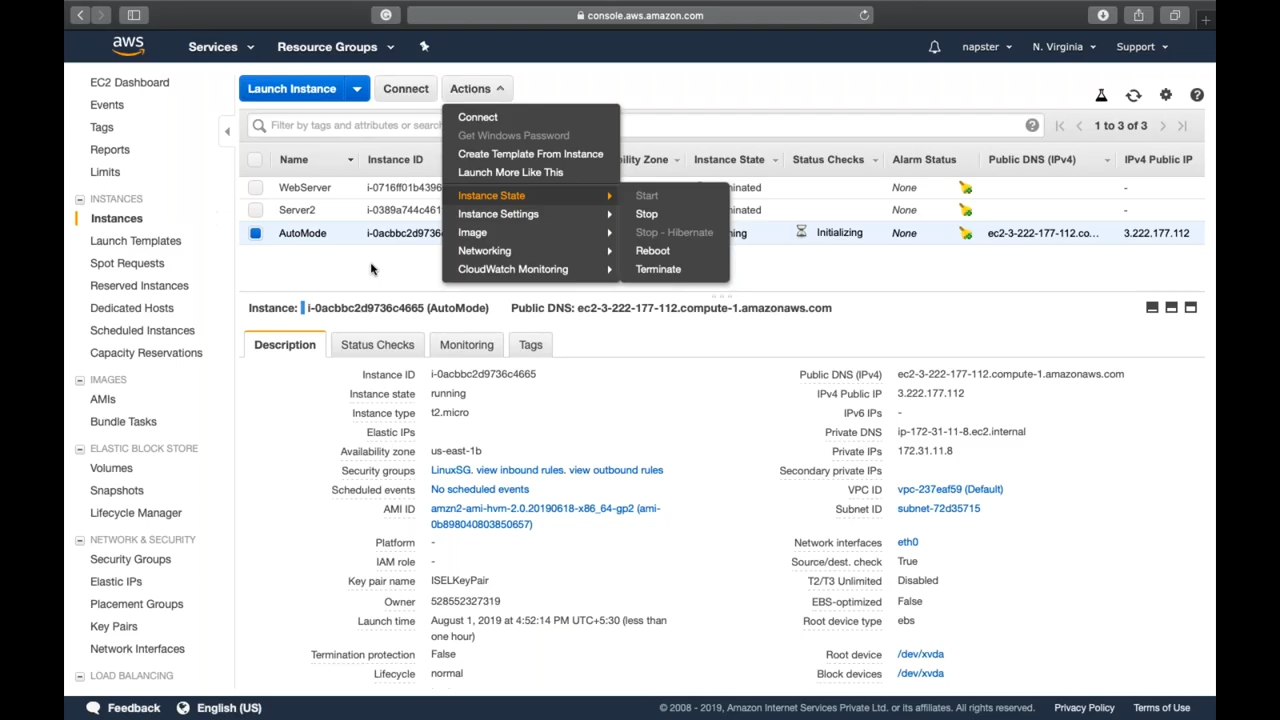 console.aws.amazon.com
aws Services Resource Groups napster N. Virginia Support
EC2 Dashboard
Events
Tags
Reports
Limits
INSTANCES
Instances
Launch Templates
Spot Requests
Reserved Instances
Dedicated Hosts
Scheduled Instances
Capacity Reservations
IMAGES
AMIs
Bundle Tasks
ELASTIC BLOCK STORE
Volumes
Snapshots
Lifecycle Manager
NETWORK & SECURITY
Security Groups
Elastic IPs
Placement Groups
Key Pairs
Network Interfaces
LOAD BALANCING
Launch Instance Connect Actions
Filter by tags and attributes or 1 to 3 of 3
Name Instance ID Zone Instance State Status Checks Alarm Status Public DNS (IPv4) IPv4 Public IP
WebServer i-0716ff01b4396 None -
Server2 i-0389a744c461 None -
AutoMode i-0acbbc2d9736 Initializing None ec2-3-222-177-112.co... 3.222.177.112
Connect
Get Windows Password
Create Template From Instance
Launch More Like This
Instance State
Instance Settings
Image
Networking
CloudWatch Monitoring
Start
Stop
Stop - Hibernate
Reboot
Terminate
Instance: i-0acbbc2d9736c4665 (AutoMode) Public DNS: ec2-3-222-177-112.compute-1.amazonaws.com
Description Status Checks Monitoring Tags
Instance ID i-0acbbc2d9736c4665
Instance state running
Instance type t2.micro
Elastic IPs
Availability zone us-east-1b
Security groups LinuxSG. view inbound rules. view outbound rules
Scheduled events No scheduled events
AMI ID amzn2-ami-hvm-2.0.20190618-x86_64-gp2 (ami-
0b898040803850657)
Platform -
IAM role -
Key pair name ISELKeyPair
Owner 528552327319
Launch time August 1, 2019 at 4:52:14 PM UTC+5:30 (less than
one hour)
Termination protection False
Lifecycle normal
Public DNS (IPv4) ec2-3-222-177-112.compute-1.amazonaws.com
IPv4 Public IP 3.222.177.112
IPv6 IPs -
Private DNS ip-172-31-11-8.ec2.internal
Private IPs 172.31.11.8
Secondary private IPs
VPC ID vpc-237eaf59 (Default)
Subnet ID subnet-72d35715
Network interfaces eth0
Source/dest. check True
T2/T3 Unlimited Disabled
EBS-optimized False
Root device type ebs
Root device /dev/xvda
Block devices /dev/xvda
Feedback English (US) © 2008 - 2019, Amazon Internet Services Private Ltd. or its affiliates. All rights reserved. Privacy Policy Terms of Use